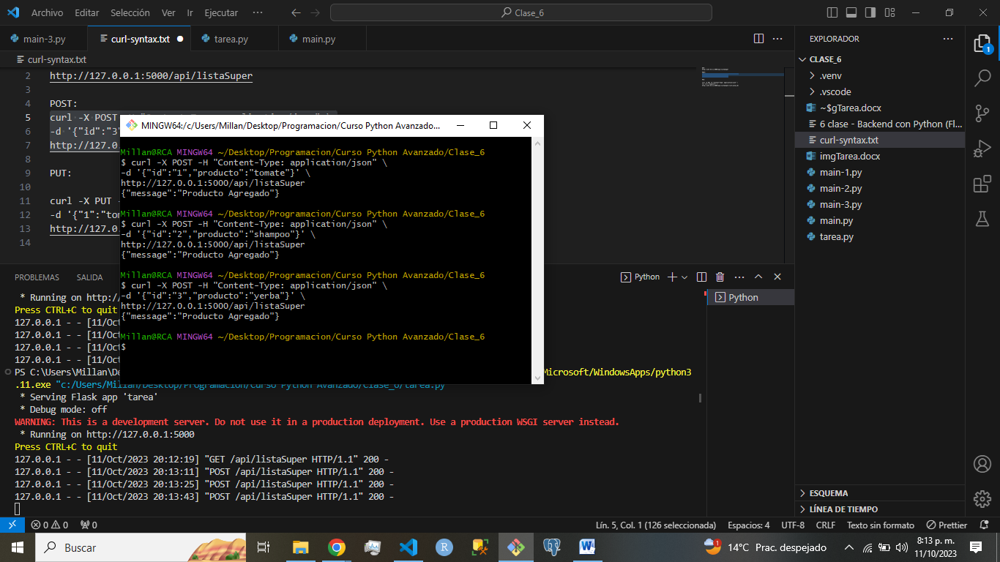 Archivo Editar Selección Ver Ir Ejecutar ··· Clase_6
main-3.py curl-syntax.txt tarea.py main.py
curl-syntax.txt
2 http://127.0.0.1:5000/api/listaSuper
3
4 POST:
5 curl -X POST
6 -d '{"id":"3"
7 http://127.0
8
9 PUT:
10
11 curl -X PUT
12 -d '{"1":"tom
13 http://127.0
14
MINGW64:/c/Users/Millan/Desktop/Programacion/Curso Python Avanzado...
Millan@RCA MINGW64 ~/Desktop/Programacion/Curso Python Avanzado/Clase_6
$ curl -X POST -H "Content-Type: application/json" \
-d '{"id":"1","producto":"tomate"}' \
http://127.0.0.1:5000/api/listaSuper
{"message":"Producto Agregado"}
Millan@RCA MINGW64 ~/Desktop/Programacion/Curso Python Avanzado/Clase_6
$ curl -X POST -H "Content-Type: application/json" \
-d '{"id":"2","producto":"shampoo"}' \
http://127.0.0.1:5000/api/listaSuper
{"message":"Producto Agregado"}
Millan@RCA MINGW64 ~/Desktop/Programacion/Curso Python Avanzado/Clase_6
$ curl -X POST -H "Content-Type: application/json" \
-d '{"id":"3","producto":"yerba"}' \
http://127.0.0.1:5000/api/listaSuper
{"message":"Producto Agregado"}
Millan@RCA MINGW64 ~/Desktop/Programacion/Curso Python Avanzado/Clase_6
$
PROBLEMAS SALIDA
Python
Python
* Running on http:/
Press CTRL+C to quit
127.0.0.1 - - [11/Oct
127.0.0.1 - - [11/Oct
127.0.0.1 - - [11/Oct
127.0.0.1 - - [11/Oct
PS C:\Users\Millan\De Microsoft/WindowsApps/python3
.11.exe "c:/Users/Millan/Desktop/Programacion/Curso Python Avanzado/Clase_6/tarea.py
* Serving Flask app 'tarea'
* Debug mode: off
WARNING: This is a development server. Do not use it in a production deployment. Use a production WSGI server instead.
* Running on http://127.0.0.1:5000
Press CTRL+C to quit
127.0.0.1 - - [11/Oct/2023 20:12:19] "GET /api/listaSuper HTTP/1.1" 200 -
127.0.0.1 - - [11/Oct/2023 20:13:11] "POST /api/listaSuper HTTP/1.1" 200 -
127.0.0.1 - - [11/Oct/2023 20:13:25] "POST /api/listaSuper HTTP/1.1" 200 -
127.0.0.1 - - [11/Oct/2023 20:13:43] "POST /api/listaSuper HTTP/1.1" 200 -
EXPLORADOR ···
CLASE_6
.venv
.vscode
~$gTarea.docx
6 clase - Backend con Python (Fl...
curl-syntax.txt
imgTarea.docx
main-1.py
main-2.py
main-3.py
main.py
tarea.py
ESQUEMA
LÍNEA DE TIEMPO
1
0 0 0 Lín. 5, Col. 1 (126 seleccionada) Espacios: 4 UTF-8 CRLF Texto sin formato Prettier
Buscar 1 14°C Prac. despejado 8:13 p. m.
11/10/2023